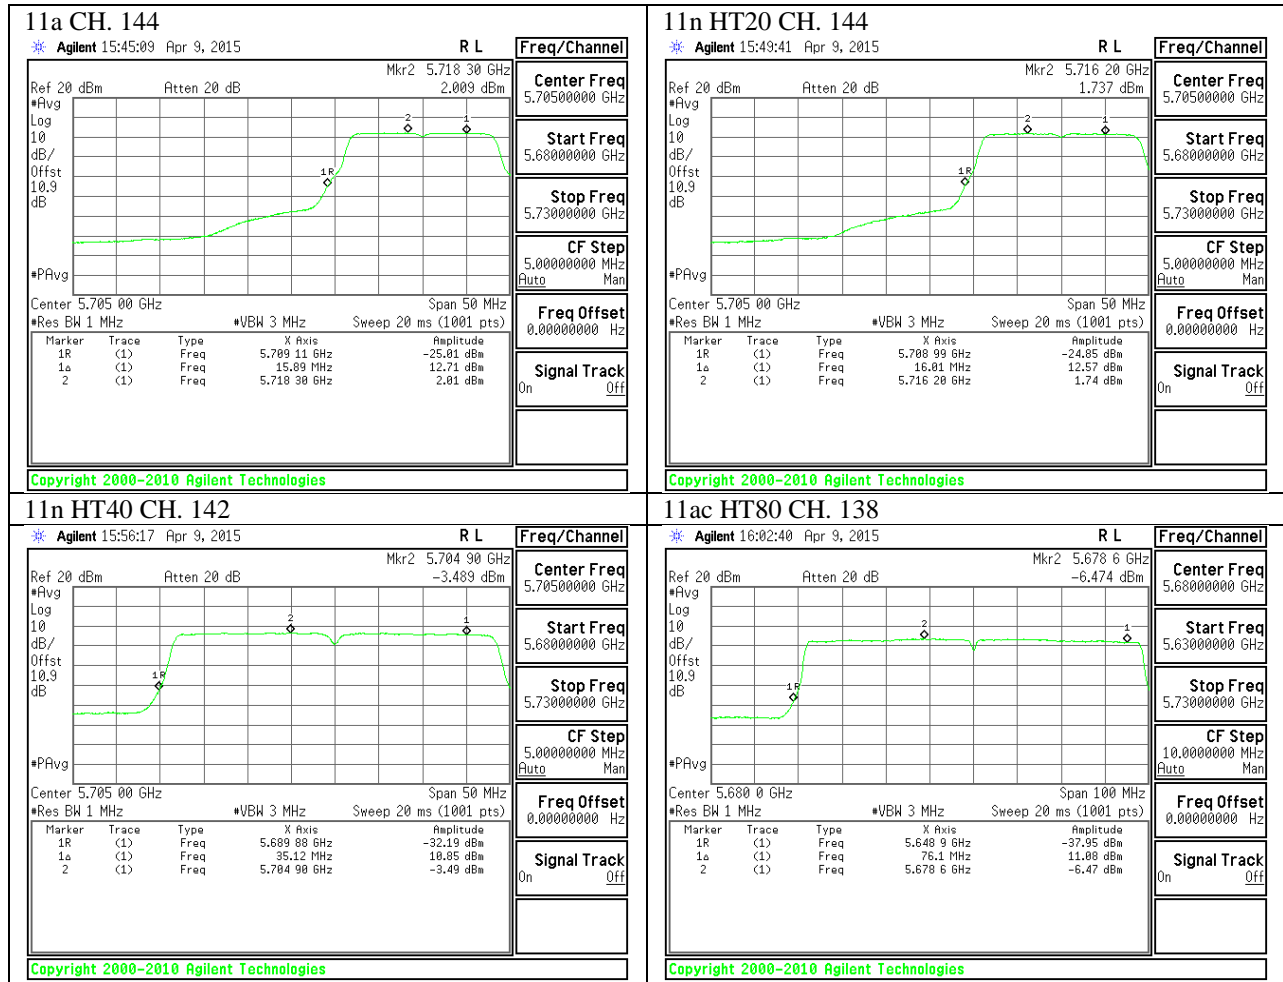 11a CH. 144
Agilent 15:45:09 Apr 9, 2015 R L Freq/Channel
Mkr2 5.718 30 GHz
Ref 20 dBm Atten 20 dB 2.009 dBm
#Avg
Log
10
dB/
Offst
10.9
dB
#PAvg
2
1
1R
Center 5.705 00 GHz Span 50 MHz
#Res BW 1 MHz #VBW 3 MHz Sweep 20 ms (1001 pts)
Marker Trace Type X Axis Amplitude
1R (1) Freq 5.709 11 GHz -25.01 dBm
1Δ (1) Freq 15.89 MHz 12.71 dBm
2 (1) Freq 5.718 30 GHz 2.01 dBm
Center Freq
5.70500000 GHz
Start Freq
5.68000000 GHz
Stop Freq
5.73000000 GHz
CF Step
5.00000000 MHz
Auto Man
Freq Offset
0.00000000 Hz
Signal Track
On Off
Copyright 2000-2010 Agilent Technologies
11n HT20 CH. 144
Agilent 15:49:41 Apr 9, 2015 R L Freq/Channel
Mkr2 5.716 20 GHz
Ref 20 dBm Atten 20 dB 1.737 dBm
#Avg
Log
10
dB/
Offst
10.9
dB
#PAvg
2
1
1R
Center 5.705 00 GHz Span 50 MHz
#Res BW 1 MHz #VBW 3 MHz Sweep 20 ms (1001 pts)
Marker Trace Type X Axis Amplitude
1R (1) Freq 5.708 99 GHz -24.85 dBm
1Δ (1) Freq 16.01 MHz 12.57 dBm
2 (1) Freq 5.716 20 GHz 1.74 dBm
Center Freq
5.70500000 GHz
Start Freq
5.68000000 GHz
Stop Freq
5.73000000 GHz
CF Step
5.00000000 MHz
Auto Man
Freq Offset
0.00000000 Hz
Signal Track
On Off
Copyright 2000-2010 Agilent Technologies
11n HT40 CH. 142
Agilent 15:56:17 Apr 9, 2015 R L Freq/Channel
Mkr2 5.704 90 GHz
Ref 20 dBm Atten 20 dB -3.489 dBm
#Avg
Log
10
dB/
Offst
10.9
dB
#PAvg
2
1
1R
Center 5.705 00 GHz Span 50 MHz
#Res BW 1 MHz #VBW 3 MHz Sweep 20 ms (1001 pts)
Marker Trace Type X Axis Amplitude
1R (1) Freq 5.689 88 GHz -32.19 dBm
1Δ (1) Freq 35.12 MHz 10.85 dBm
2 (1) Freq 5.704 90 GHz -3.49 dBm
Center Freq
5.70500000 GHz
Start Freq
5.68000000 GHz
Stop Freq
5.73000000 GHz
CF Step
5.00000000 MHz
Auto Man
Freq Offset
0.00000000 Hz
Signal Track
On Off
Copyright 2000-2010 Agilent Technologies
11ac HT80 CH. 138
Agilent 16:02:40 Apr 9, 2015 R L Freq/Channel
Mkr2 5.678 6 GHz
Ref 20 dBm Atten 20 dB -6.474 dBm
#Avg
Log
10
dB/
Offst
10.9
dB
#PAvg
2
1
1R
Center 5.680 0 GHz Span 100 MHz
#Res BW 1 MHz #VBW 3 MHz Sweep 20 ms (1001 pts)
Marker Trace Type X Axis Amplitude
1R (1) Freq 5.648 9 GHz -37.95 dBm
1Δ (1) Freq 76.1 MHz 11.08 dBm
2 (1) Freq 5.678 6 GHz -6.47 dBm
Center Freq
5.68000000 GHz
Start Freq
5.63000000 GHz
Stop Freq
5.73000000 GHz
CF Step
10.0000000 MHz
Auto Man
Freq Offset
0.00000000 Hz
Signal Track
On Off
Copyright 2000-2010 Agilent Technologies